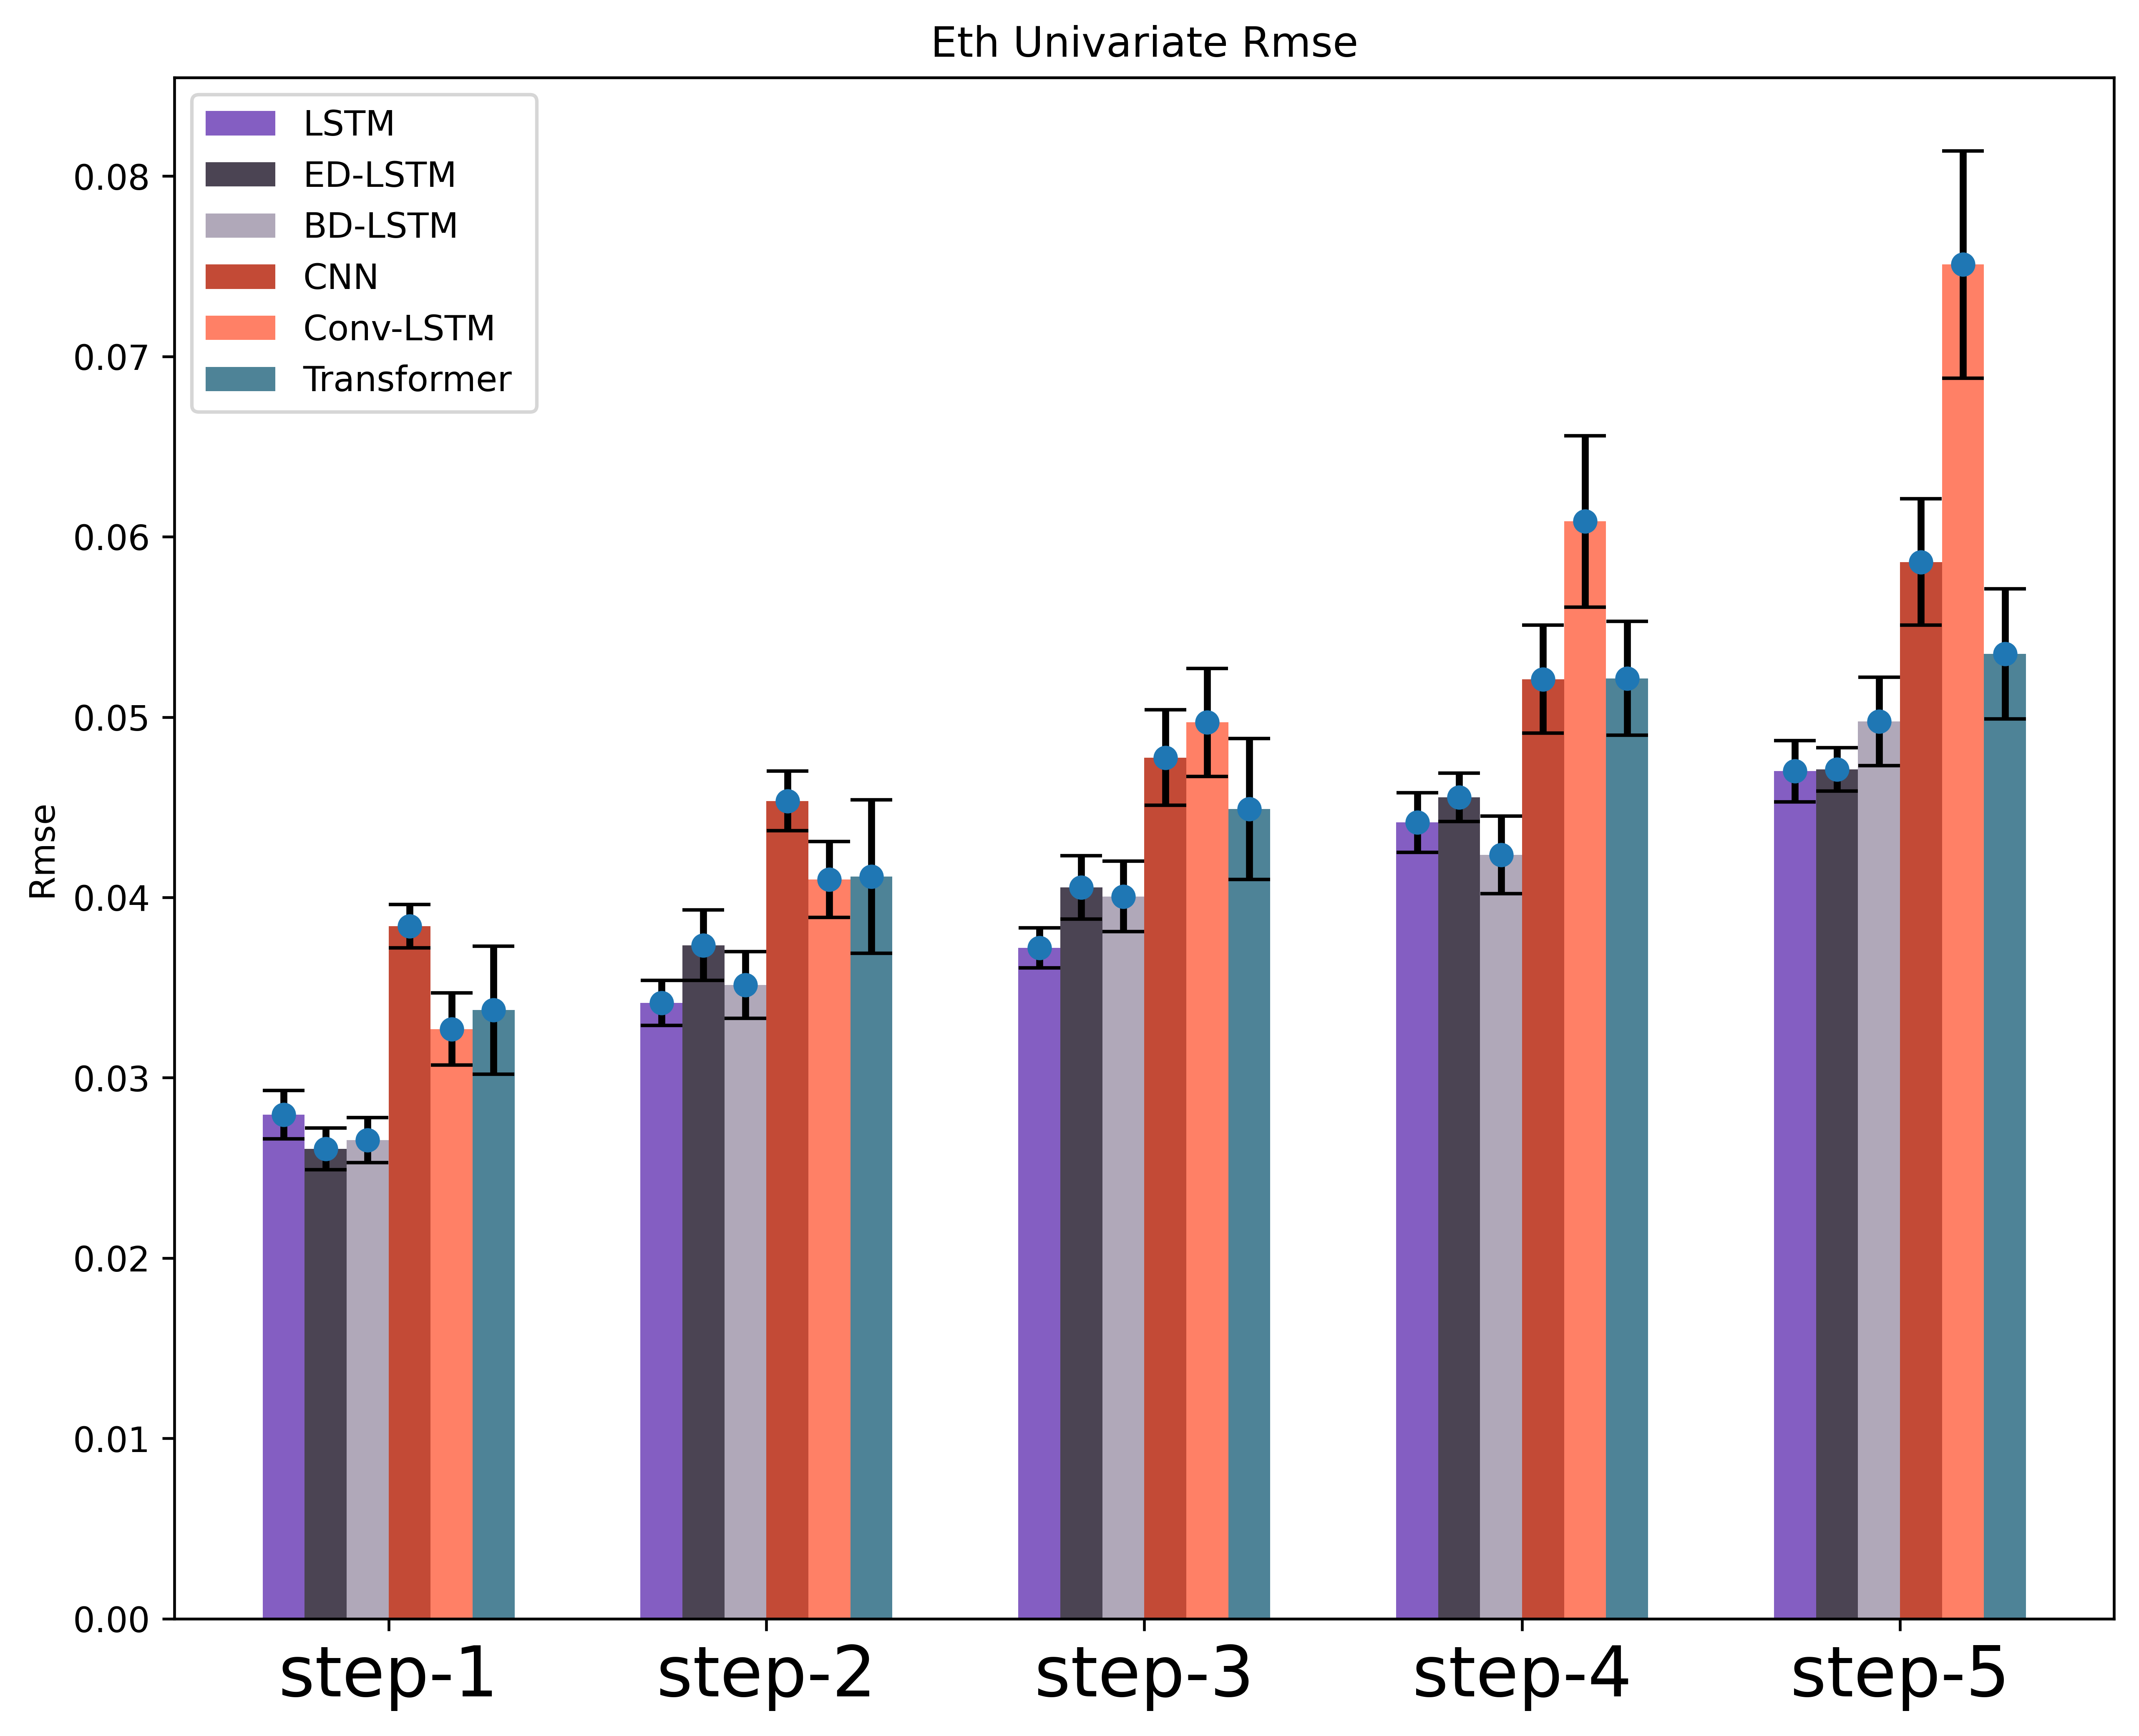 Eth Univariate Rmse
LSTM
ED-LSTM
BD-LSTM
CNN
Conv-LSTM
Transformer
Rmse
0.08
0.07
0.06
0.05
0.04
0.03
0.02
0.01
0.00
step-1 step-2 step-3 step-4 step-5